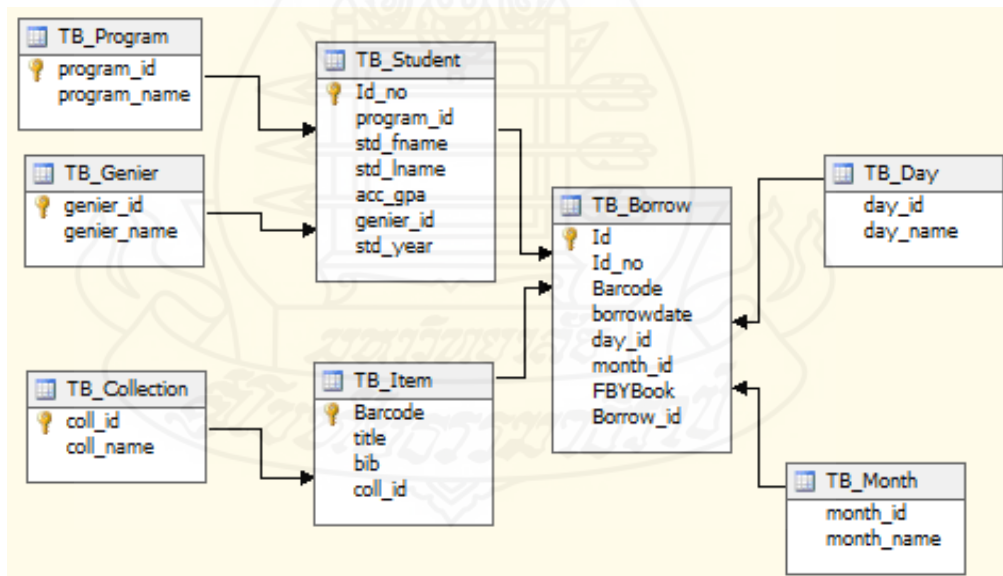 TB_Program
program_id
program_name
TB_Genier
genier_id
genier_name
TB_Collection
coll_id
coll_name
TB_Student
Id_no
program_id
std_fname
std_lname
acc_gpa
genier_id
std_year
TB_Item
Barcode
title
bib
coll_id
TB_Borrow
Id
Id_no
Barcode
borrowdate
day_id
month_id
FBYBook
Borrow_id
TB_Day
day_id
day_name
TB_Month
month_id
month_name